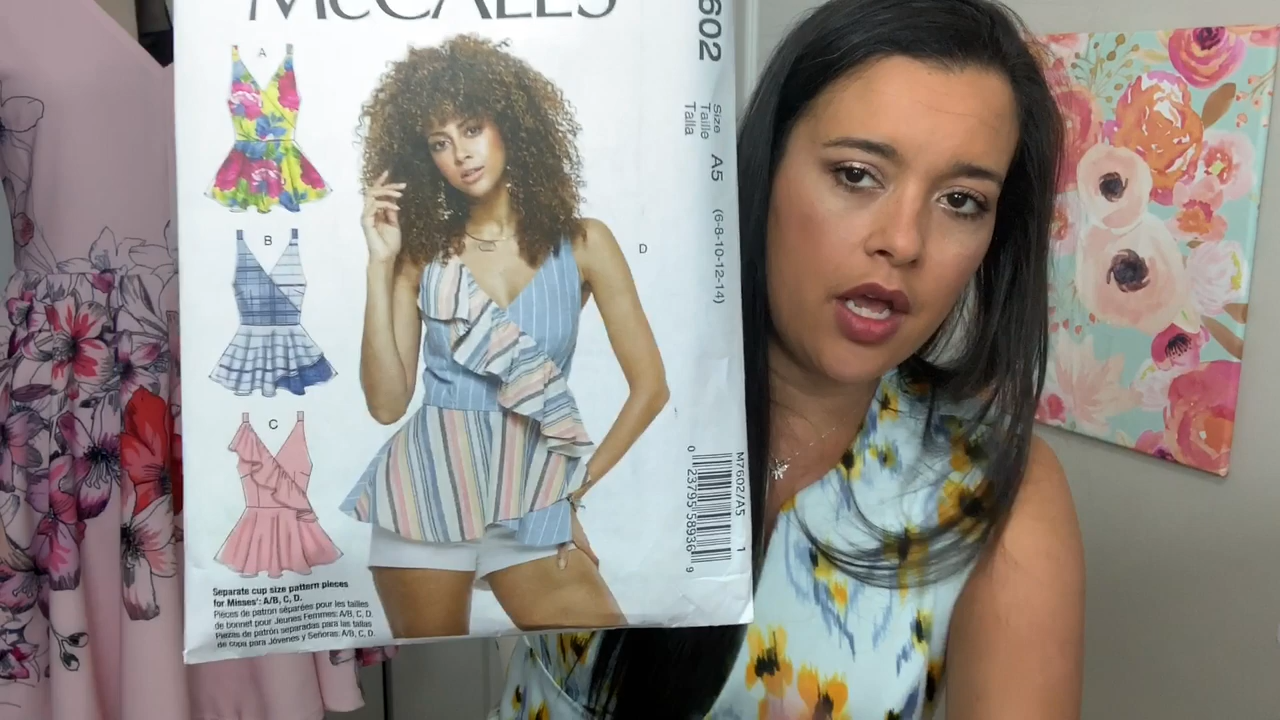 McCALL'S
A
B
C
D
602
Size
Taille
Talla
A5
(6-8-10-12-14)
M7602/A5
1
0 23795 58936 9
Separate cup size pattern pieces
for Misses': A/B, C, D.
Pièces de patron séparées pour les tailles
de bonnet pour Jeunes Femmes: A/B, C, D.
Piezas de patrón separadas para las tallas
de copa para Jóvenes y Señoras: A/B, C, D.